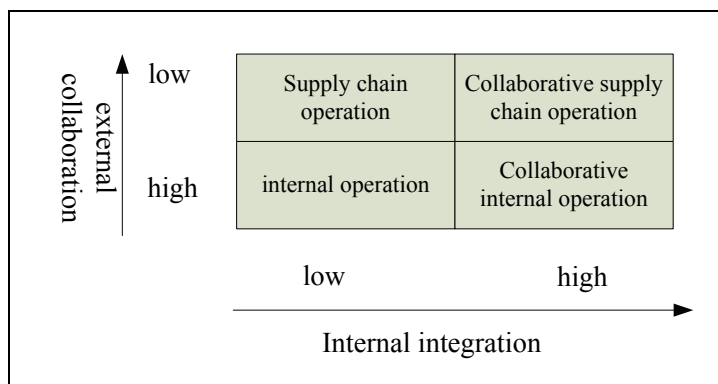 external
collaboration
low
high
Supply chain
operation
Collaborative supply
chain operation
internal operation
Collaborative
internal operation
low
high
Internal integration